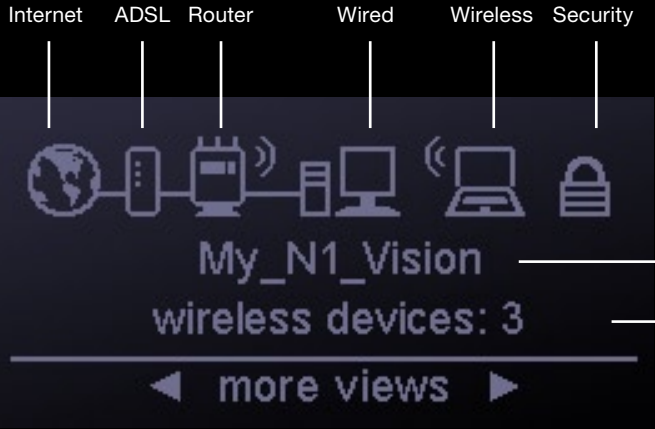 Internet ADSL Router Wired Wireless Security
My_N1_Vision
wireless devices: 3
◄ more views ►